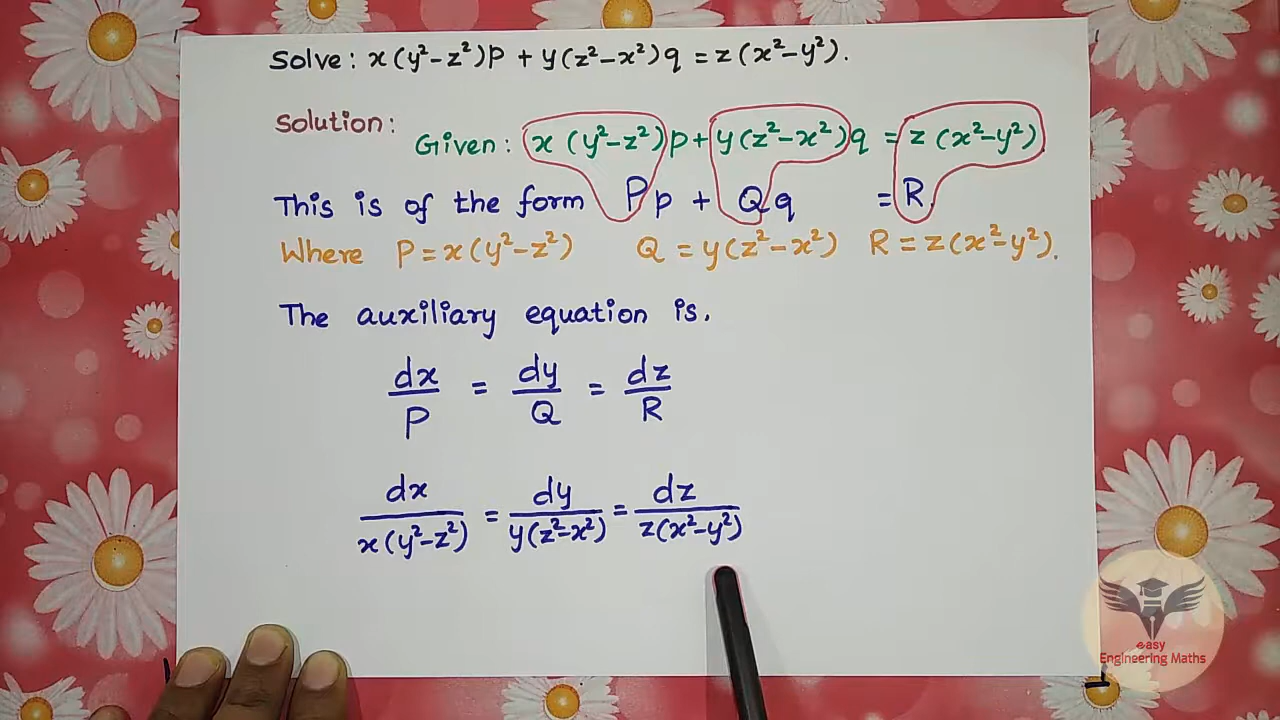 Solve: x(y²-z²)p + y(z²-x²)q = z(x²-y²).
Solution:
Given: x (y²-z²)p + y(z²-x²)q = z (x²-y²)
This is of the form Pp + Qq = R.
Where P = x(y²-z²) Q = y(z²-x²) R = z(x²-y²).
The auxiliary equation is.
dx/P = dy/Q = dz/R
dx/x(y²-z²) = dy/y(z²-x²) = dz/z(x²-y²)
easy
Engineering Maths